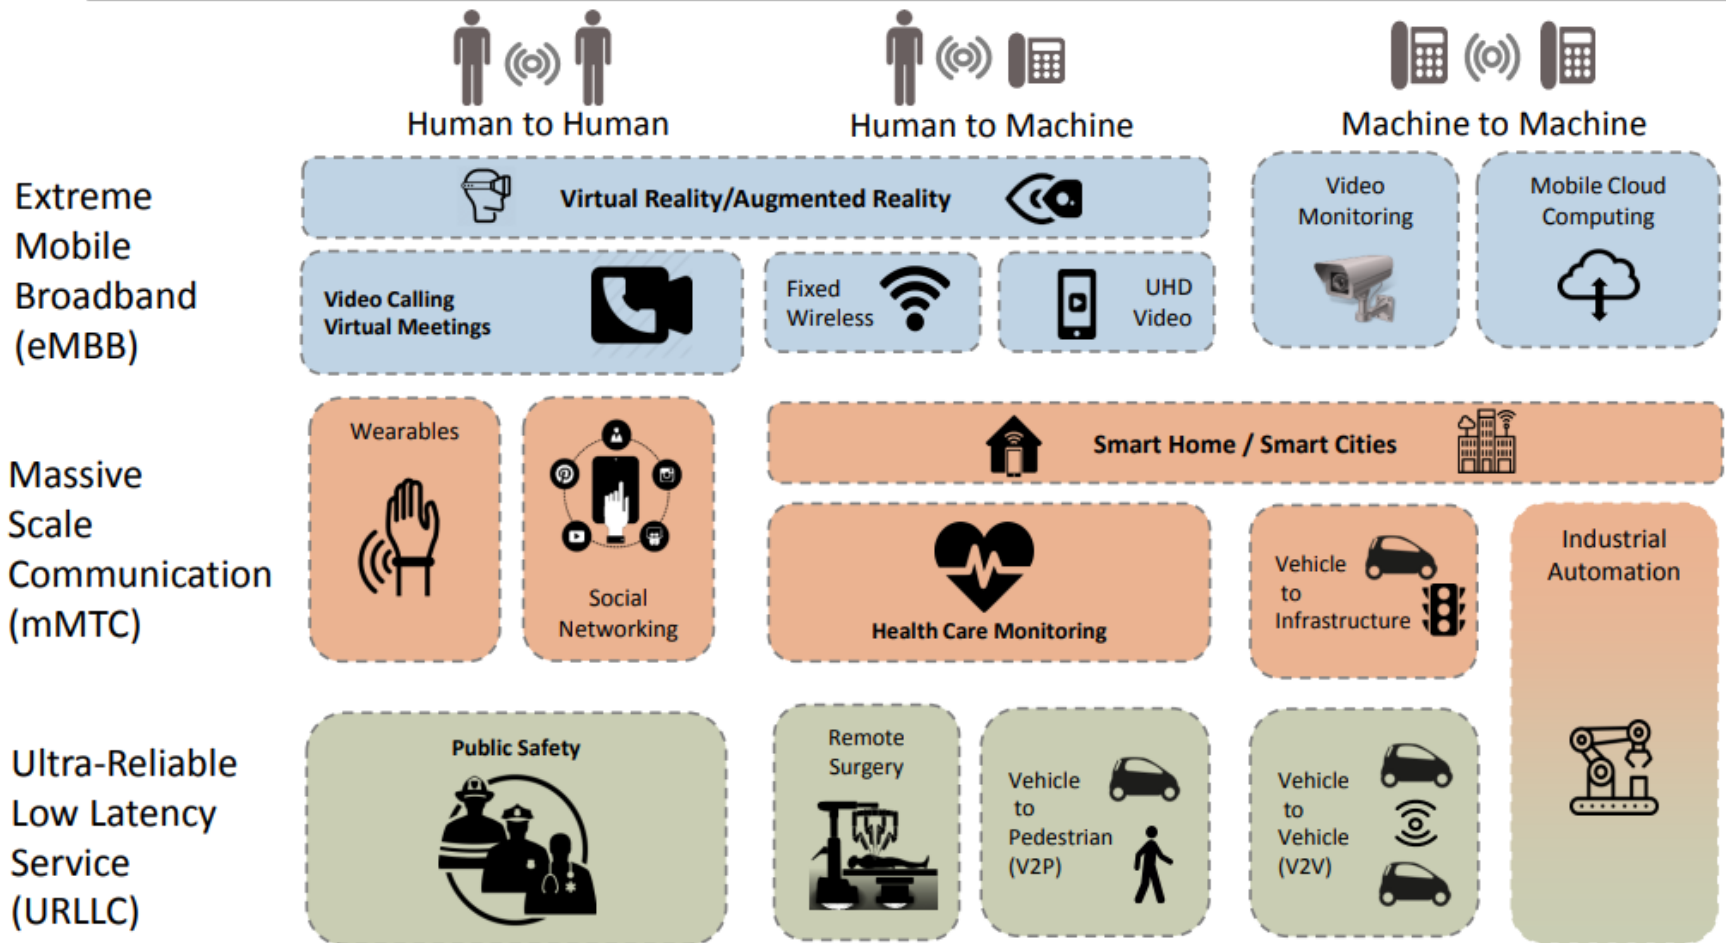 Human to Human
Human to Machine
Machine to Machine
Extreme
Mobile
Broadband
(eMBB)
Virtual Reality/Augmented Reality
Video
Monitoring
Mobile Cloud
Computing
Video Calling
Virtual Meetings
Fixed
Wireless
UHD
Video
Massive
Scale
Communication
(mMTC)
Wearables
Social
Networking
Smart Home / Smart Cities
Health Care Monitoring
Vehicle
to
Infrastructure
Industrial
Automation
Ultra-Reliable
Low Latency
Service
(URLLC)
Public Safety
Remote
Surgery
Vehicle
to
Pedestrian
(V2P)
Vehicle
to
Vehicle
(V2V)